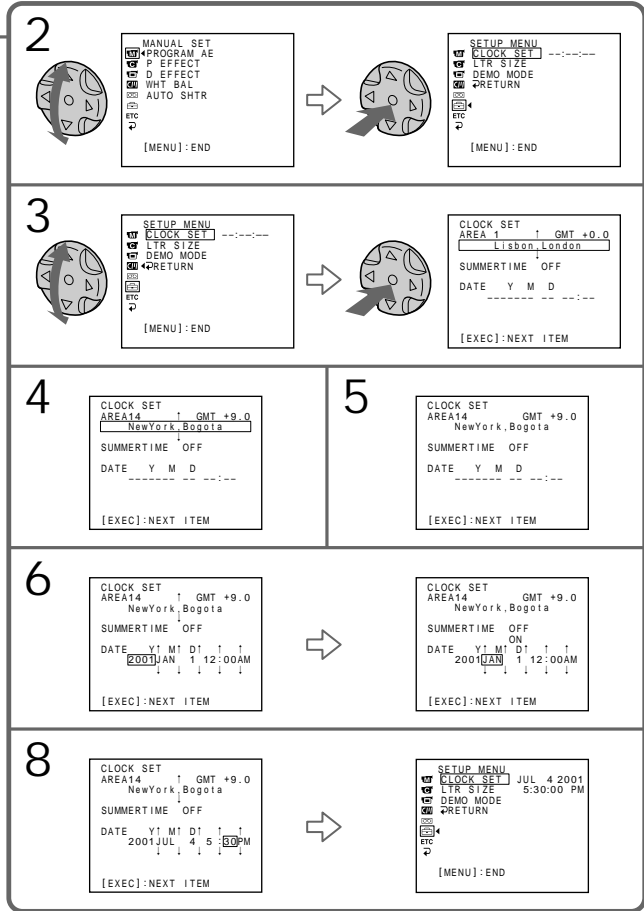 2
MANUAL SET
PROGRAM AE
P EFFECT
D EFFECT
WHT BAL
AUTO SHTR
ETC
[MENU]:END
SETUP MENU
CLOCK SET --:--:--
LTR SIZE
DEMO MODE
RETURN
ETC
[MENU]:END
3
SETUP MENU
CLOCK SET --:--:--
LTR SIZE
DEMO MODE
RETURN
ETC
[MENU]:END
CLOCK SET
AREA 1 ↑ GMT +0.0
Lisbon,London
↓
SUMMERTIME OFF
DATE Y M D
------- -- --:--
[EXEC]:NEXT ITEM
4
CLOCK SET
AREA14 ↑ GMT +9.0
NewYork,Bogota
↓
SUMMERTIME OFF
DATE Y M D
------- -- --:--
[EXEC]:NEXT ITEM
5
CLOCK SET
AREA14 GMT +9.0
NewYork,Bogota
SUMMERTIME OFF
DATE Y M D
------- -- --:--
[EXEC]:NEXT ITEM
6
CLOCK SET
AREA14 ↑ GMT +9.0
NewYork,Bogota
↓
SUMMERTIME OFF
DATE Y↑ M↑ D↑ ↑ ↑
2001 JAN 1 12:00AM
↓ ↓ ↓ ↓ ↓
[EXEC]:NEXT ITEM
CLOCK SET
AREA14 ↑ GMT +9.0
NewYork,Bogota
SUMMERTIME OFF
ON
DATE Y↑ M↑ D↑ ↑ ↑
2001 JAN 1 12:00AM
↓ ↓ ↓ ↓
[EXEC]:NEXT ITEM
8
CLOCK SET
AREA14 ↑ GMT +9.0
NewYork,Bogota
↓
SUMMERTIME OFF
DATE Y↑ M↑ D↑ ↑ ↑
2001 JUL 4 5:30PM
↓ ↓ ↓ ↓ ↓
[EXEC]:NEXT ITEM
SETUP MENU
CLOCK SET JUL 4 2001
LTR SIZE 5:30:00 PM
DEMO MODE
RETURN
ETC
[MENU]:END